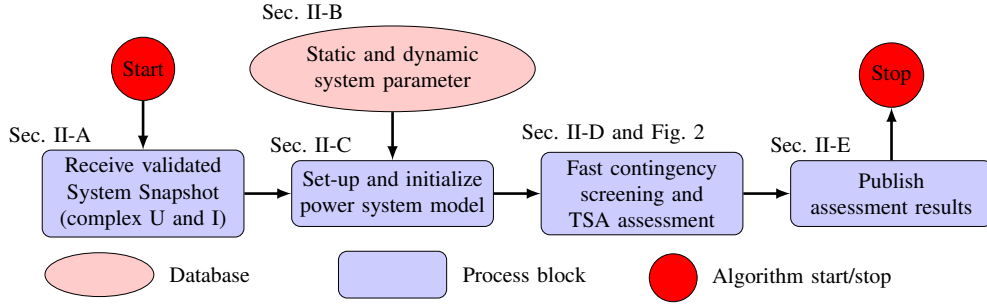 Sec. II-B
Start
Static and dynamic
system parameter
Stop
Sec. II-A
Sec. II-C
Sec. II-D and Fig. 2
Sec. II-E
Receive validated
System Snapshot
(complex U and I)
Set-up and initialize
power system model
Fast contingency
screening and
TSA assessment
Publish
assessment results
Database
Process block
Algorithm start/stop